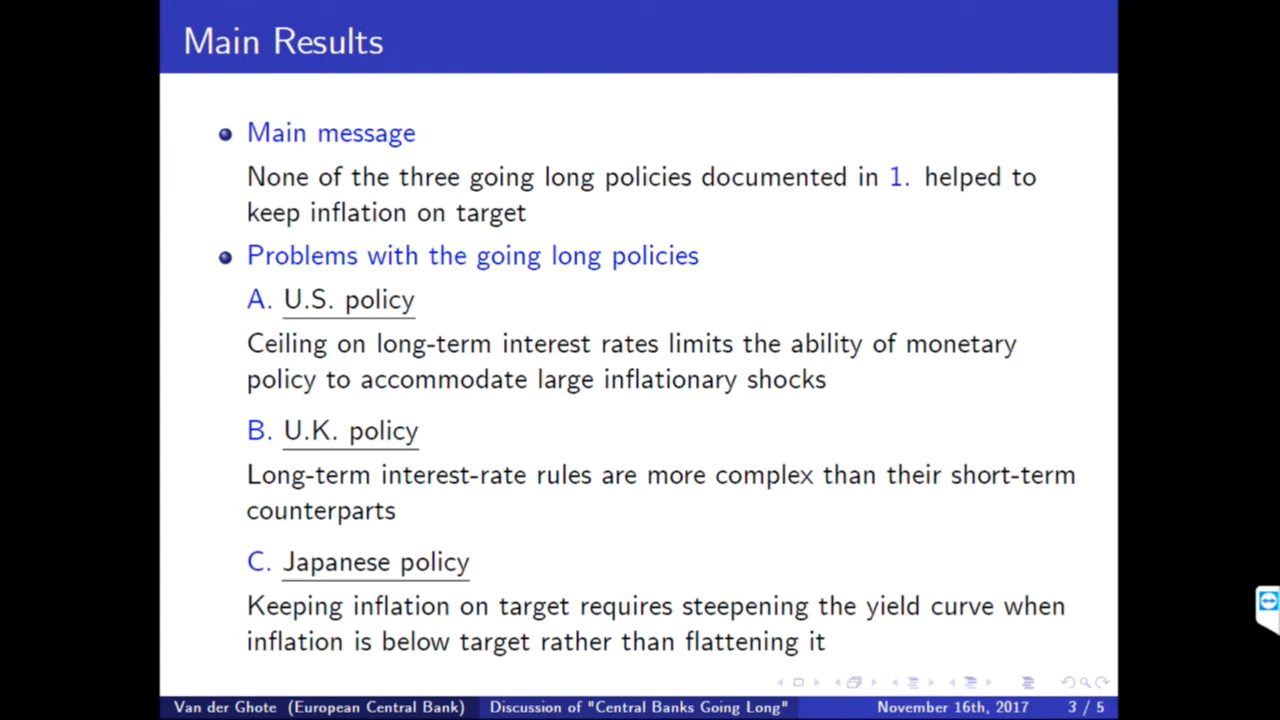 Main Results
Main message
None of the three going long policies documented in 1. helped to
keep inflation on target
Problems with the going long policies
A. U.S. policy
Ceiling on long-term interest rates limits the ability of monetary
policy to accommodate large inflationary shocks
B. U.K. policy
Long-term interest-rate rules are more complex than their short-term
counterparts
C. Japanese policy
Keeping inflation on target requires steepening the yield curve when
inflation is below target rather than flattening it
Van der Ghote (European Central Bank) Discussion of "Central Banks Going Long" November 16th, 2017 3 / 5